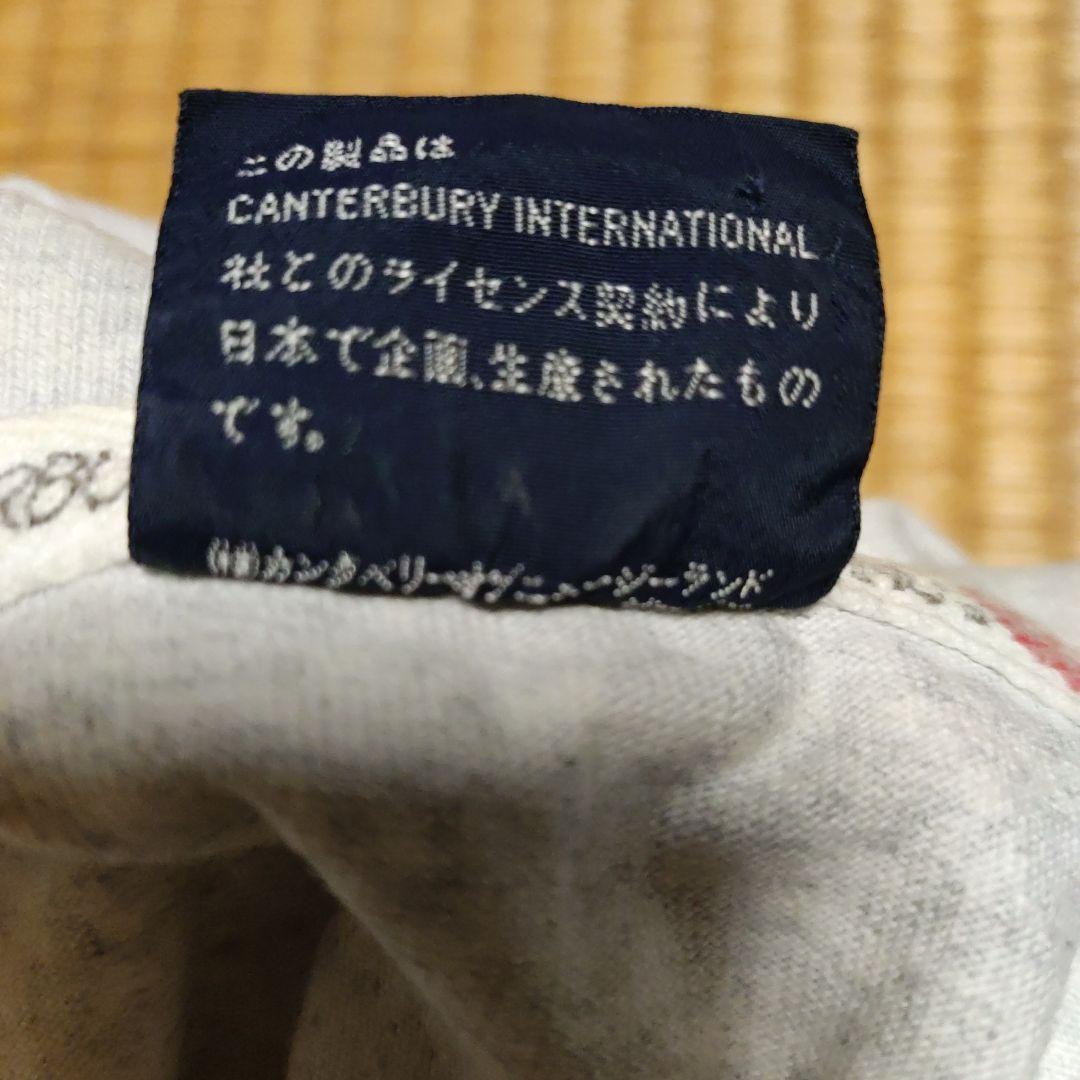 この製品は
CANTERBURY INTERNATIONAL
社とのライセンス契約により
日本で企画、生産されたもの
です。
(株)カンタベリーオブニュージーランド